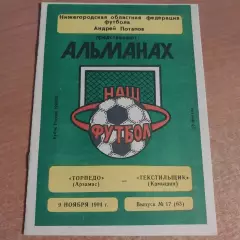 Нижегородская областная федерация
футбола
Андрей Потапов
представляют
АЛЬМАНАХ
НАШ
ФУТБОЛ
«ТОРПЕДО» — «ТЕКСТИЛЬЩИК»
(Арзамас) (Камышин)
9 НОЯБРЯ 1994 г. Выпуск № 17 (65)